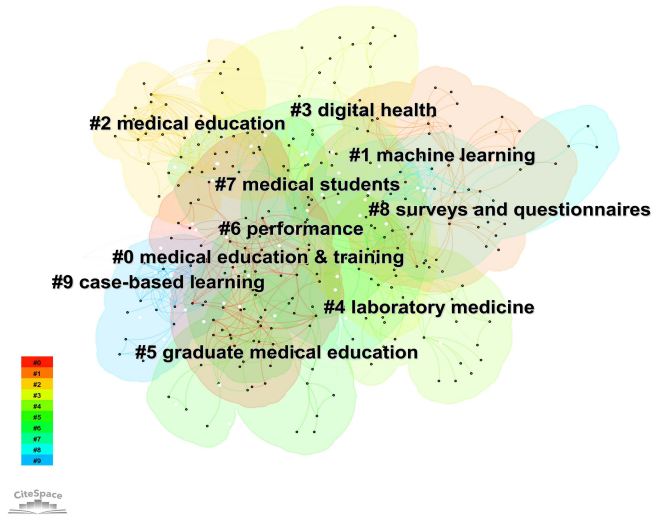 #3 digital health
#2 medical education
#1 machine learning
#7 medical students
#8 surveys and questionnaires
#6 performance
#0 medical education & training
#9 case-based learning
#4 laboratory medicine
#5 graduate medical education
#0
#1
#2
#3
#4
#5
#6
#7
#8
#9
CiteSpace